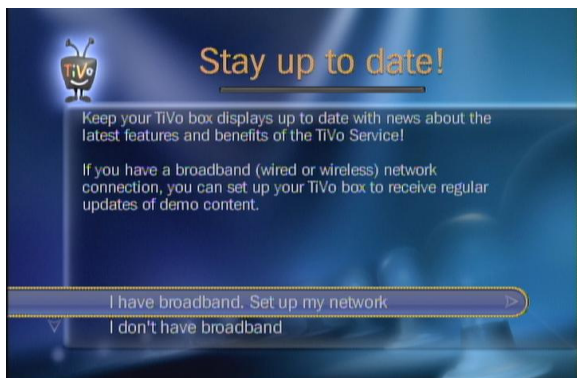 TiVo
Stay up to date!
Keep your TiVo box displays up to date with news about the
latest features and benefits of the TiVo Service!
If you have a broadband (wired or wireless) network
connection, you can set up your TiVo box to receive regular
updates of demo content.
I have broadband. Set up my network
I don't have broadband